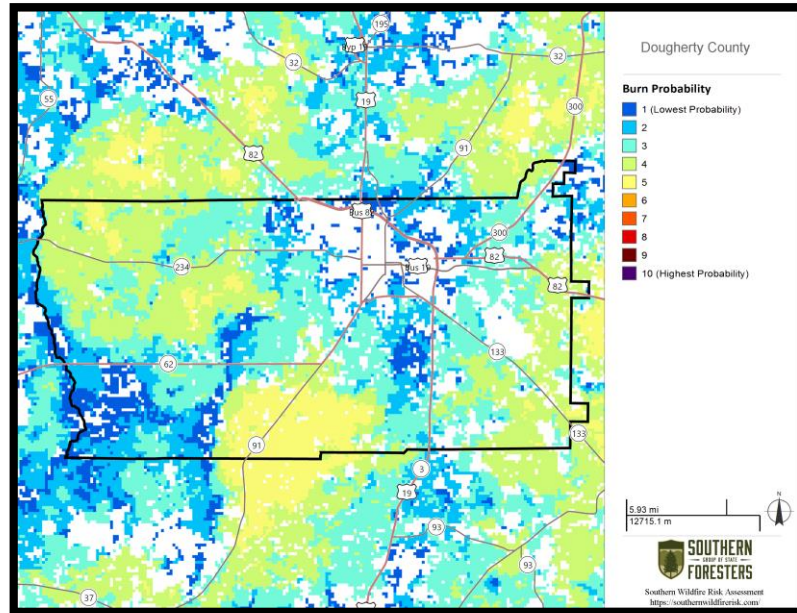 Dougherty County
Burn Probability
1 (Lowest Probability)
2
3
4
5
6
7
8
9
10 (Highest Probability)
195
Byp 19
32
32
55
19
300
91
82
Bus 82
300
234
Bus 19
82
82
133
62
91
133
3
19
93
93
37
5.93 mi
12715.1 m
N
SOUTHERN
GROUP OF STATE
FORESTERS
Southern Wildfire Risk Assessment
https://southernwildfirerisk.com/